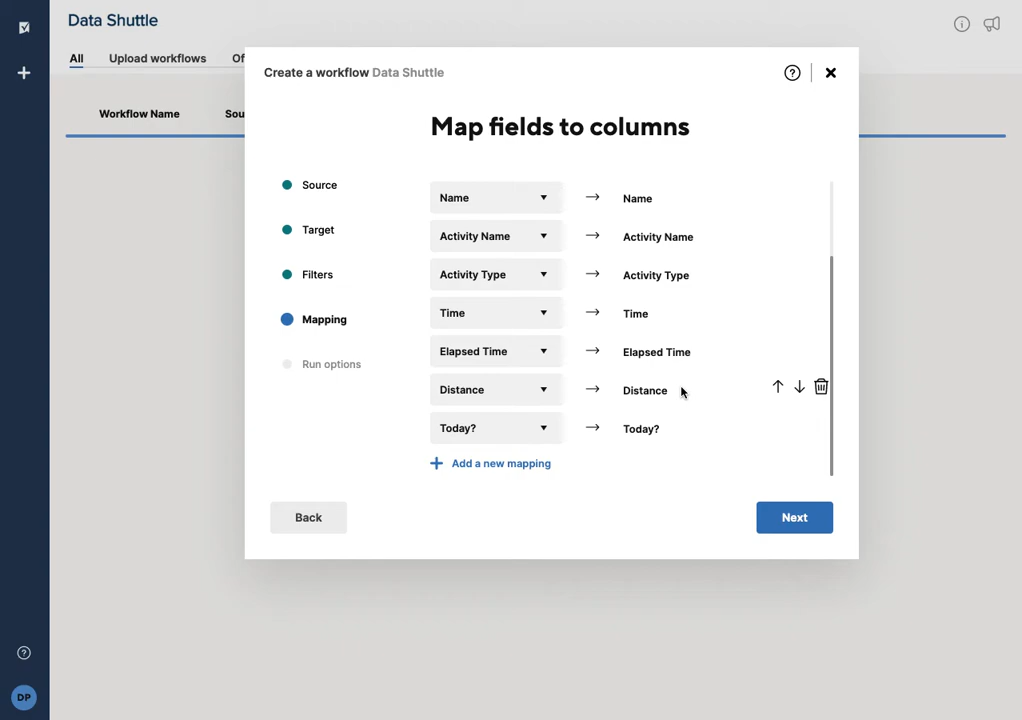 Data Shuttle
All Upload workflows Of
Create a workflow Data Shuttle
Workflow Name Sou
Map fields to columns
Source
Target
Filters
Mapping
Run options
Name → Name
Activity Name → Activity Name
Activity Type → Activity Type
Time → Time
Elapsed Time → Elapsed Time
Distance → Distance
Today? → Today?
+ Add a new mapping
Back Next
DP